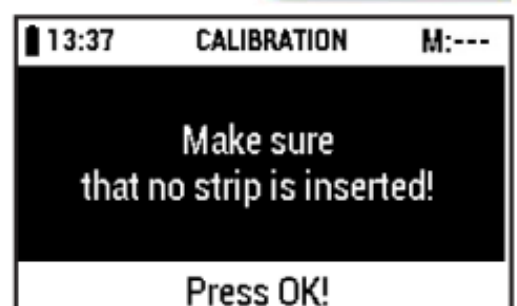 13:37 CALIBRATION M:---
Make sure
that no strip is inserted!
Press OK!